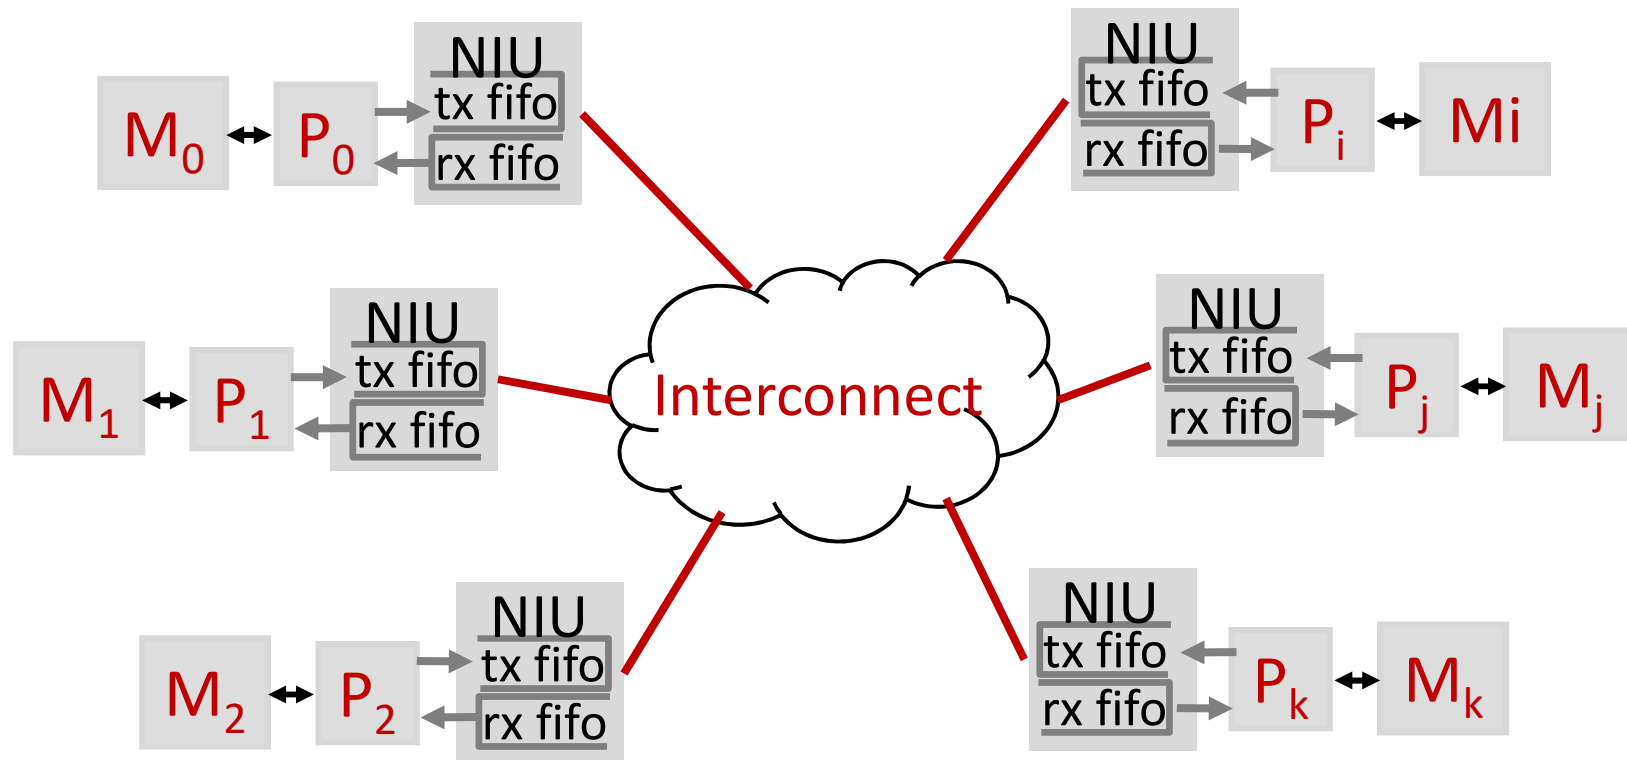 NIU
tx fifo
rx fifo
M0
P0
NIU
tx fifo
rx fifo
Pi
Mi
NIU
tx fifo
rx fifo
M1
P1
Interconnect
NIU
tx fifo
rx fifo
Pj
Mj
NIU
tx fifo
rx fifo
M2
P2
NIU
tx fifo
rx fifo
Pk
Mk